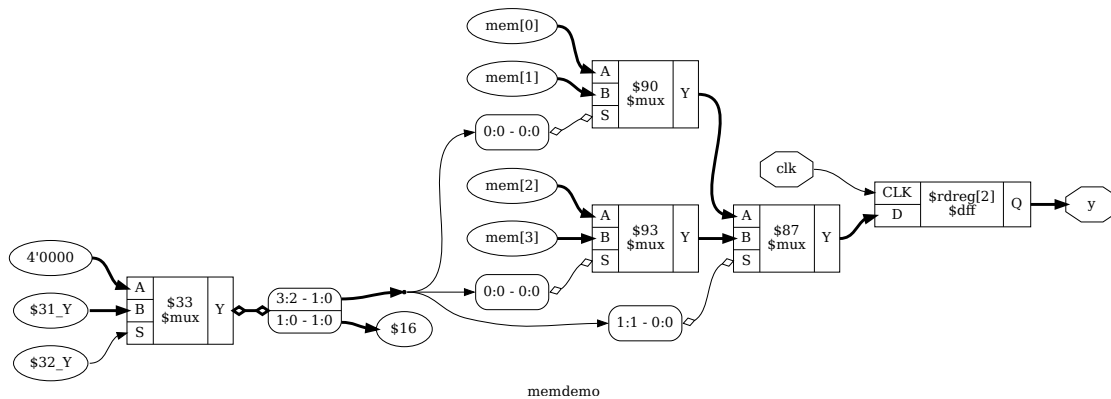 mem[0]
mem[1]
A
B
S
$90
$mux
Y
0:0 - 0:0
mem[2]
mem[3]
A
B
S
$93
$mux
Y
0:0 - 0:0
A
B
S
$87
$mux
Y
clk
CLK
D
$rdreg[2]
$dff
Q
y
4'0000
$31_Y
$32_Y
A
B
S
$33
$mux
Y
3:2 - 1:0
1:0 - 1:0
$16
1:1 - 0:0
memdemo